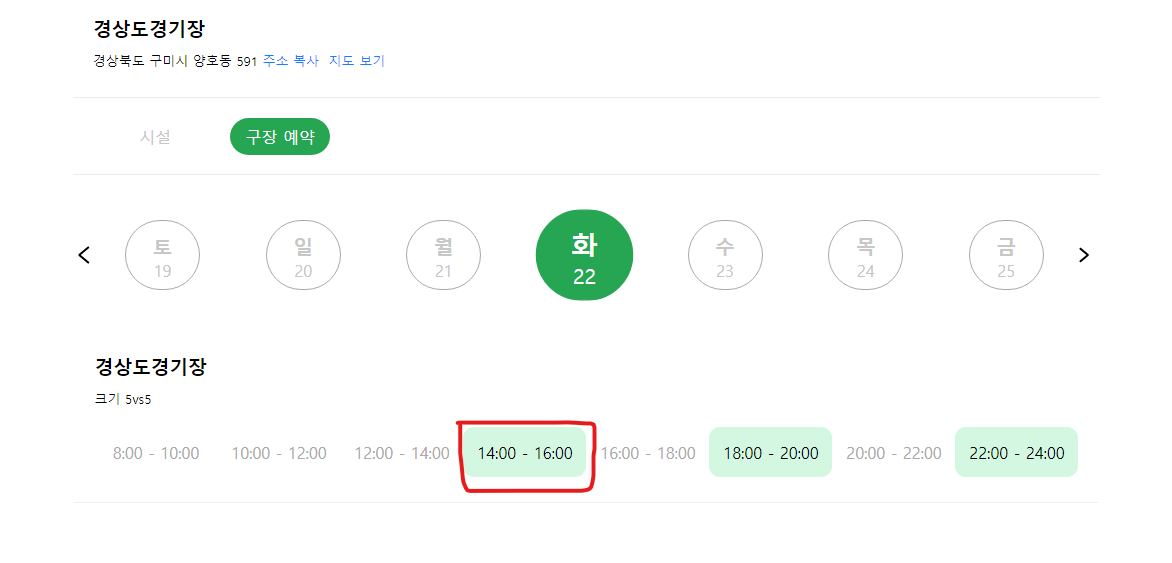 경상도경기장
경상북도 구미시 양호동 591 주소 복사 지도 보기
시설 구장 예약
토 일 월 화 수 목 금
19 20 21 22 23 24 25
경상도경기장
크기 5vs5
8:00 - 10:00 10:00 - 12:00 12:00 - 14:00 14:00 - 16:00 16:00 - 18:00 18:00 - 20:00 20:00 - 22:00 22:00 - 24:00